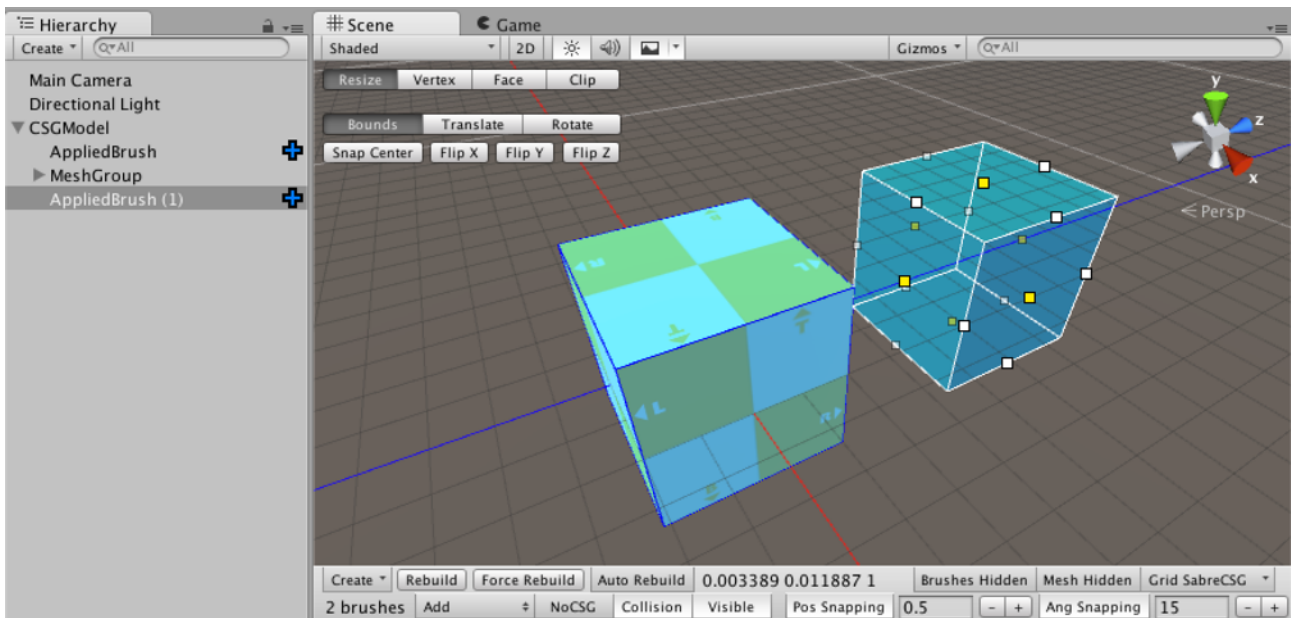 Hierarchy
Create
All
Main Camera
Directional Light
CSGModel
AppliedBrush
MeshGroup
AppliedBrush (1)
Scene Game
Shaded 2D Gizmos All
Resize Vertex Face Clip
Bounds Translate Rotate
Snap Center Flip X Flip Y Flip Z
y
z
x
Persp
L
Create Rebuild Force Rebuild Auto Rebuild 0.003389 0.011887 1 Brushes Hidden Mesh Hidden Grid SabreCSG
2 brushes Add NoCSG Collision Visible Pos Snapping 0.5 - + Ang Snapping 15 - +